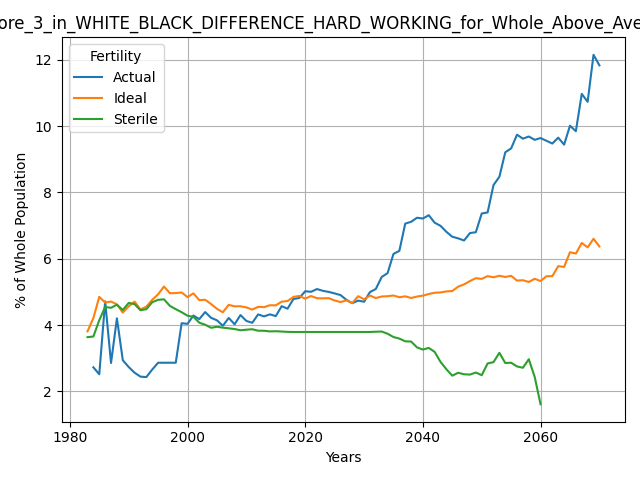 ore_3_in_WHITE_BLACK_DIFFERENCE_HARD_WORKING_for_Whole_Above_Ave
Fertility
Actual
Ideal
Sterile
% of Whole Population
12
10
8
6
4
2
1980
2000
2020
2040
2060
Years